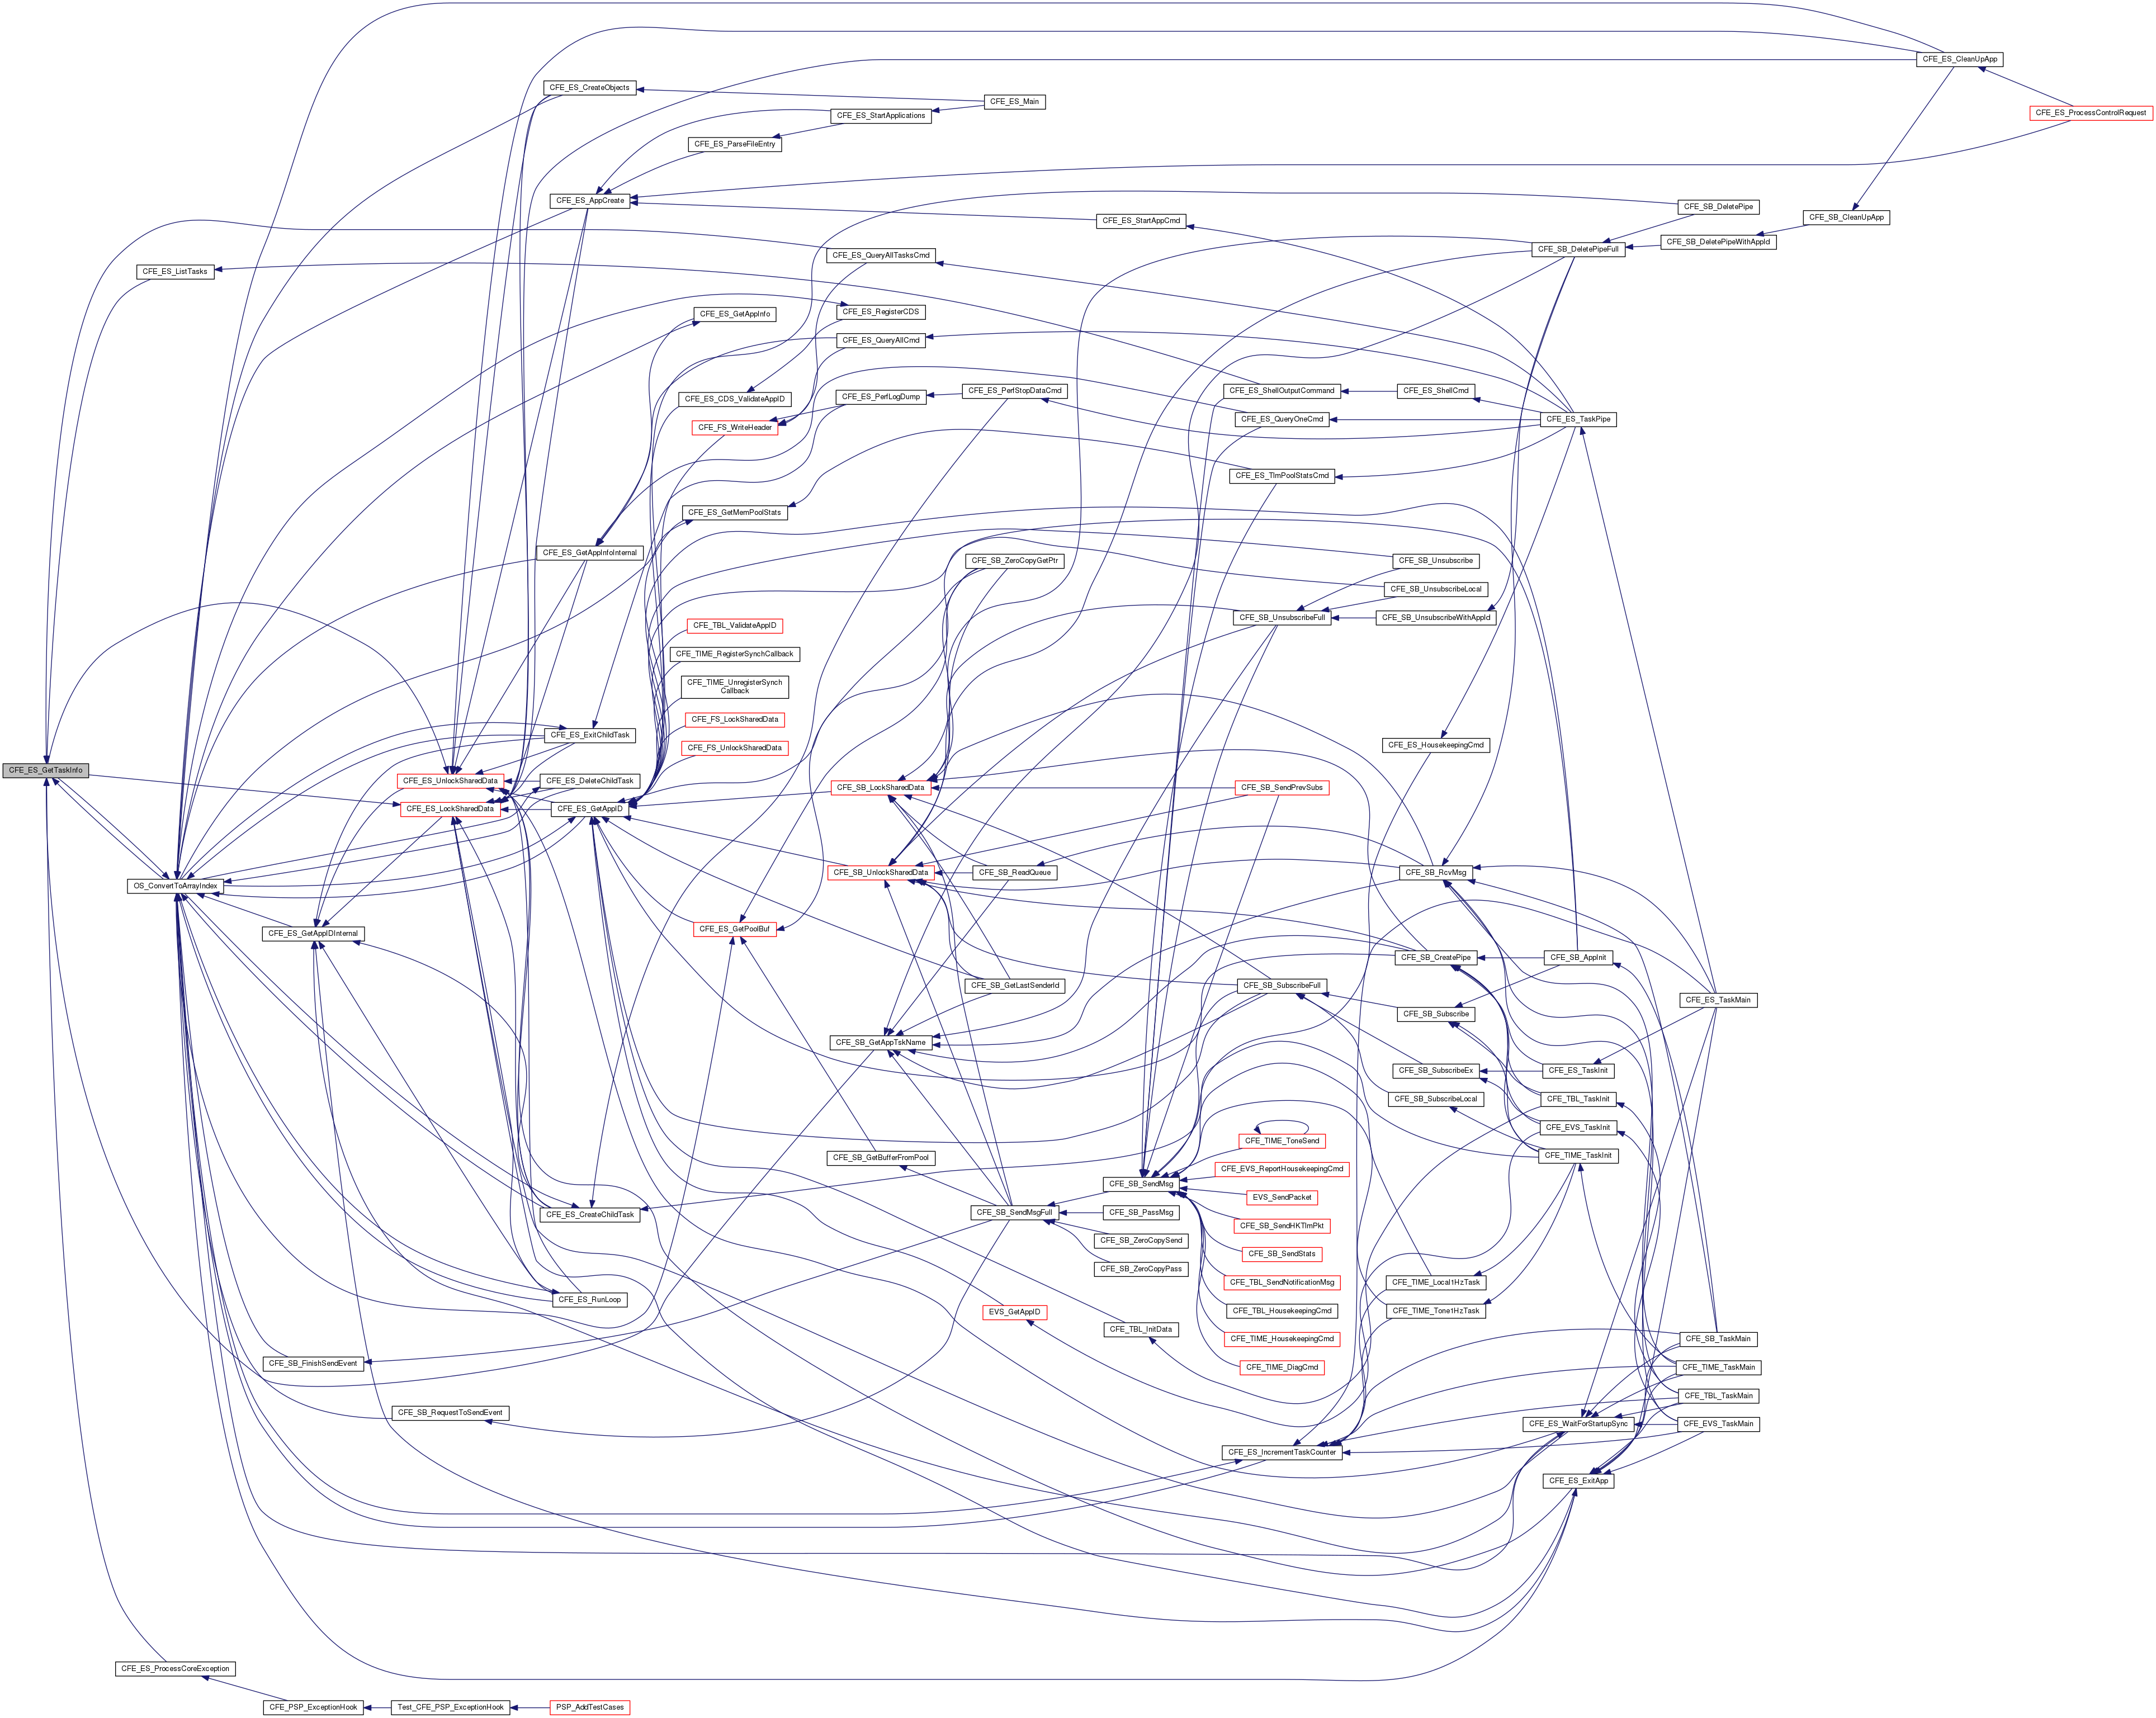 CFE_ES_CleanUpApp
CFE_ES_CreateObjects
CFE_ES_Main
CFE_ES_ProcessControlRequest
CFE_ES_StartApplications
CFE_ES_ParseFileEntry
CFE_ES_AppCreate
CFE_SB_DeletePipe
CFE_ES_StartAppCmd
CFE_SB_CleanUpApp
CFE_SB_DeletePipeWithAppId
CFE_SB_DeletePipeFull
CFE_ES_QueryAllTasksCmd
CFE_ES_ListTasks
CFE_ES_GetAppInfo
CFE_ES_RegisterCDS
CFE_ES_QueryAllCmd
CFE_ES_ShellOutputCommand
CFE_ES_ShellCmd
CFE_ES_PerfStopDataCmd
CFE_ES_PerfLogDump
CFE_ES_CDS_ValidateAppID
CFE_ES_QueryOneCmd
CFE_ES_TaskPipe
CFE_FS_WriteHeader
CFE_ES_TlmPoolStatsCmd
CFE_ES_GetMemPoolStats
CFE_ES_GetAppInfoInternal
CFE_SB_ZeroCopyGetPtr
CFE_SB_Unsubscribe
CFE_SB_UnsubscribeLocal
CFE_SB_UnsubscribeFull
CFE_SB_UnsubscribeWithAppId
CFE_TBL_ValidateAppID
CFE_TIME_RegisterSynchCallback
CFE_TIME_UnregisterSynch
Callback
CFE_FS_LockSharedData
CFE_ES_ExitChildTask
CFE_ES_HousekeepingCmd
CFE_FS_UnlockSharedData
CFE_ES_GetTaskInfo
CFE_ES_UnlockSharedData
CFE_ES_DeleteChildTask
CFE_SB_LockSharedData
CFE_SB_SendPrevSubs
CFE_ES_LockSharedData
CFE_ES_GetAppID
CFE_SB_UnlockSharedData
CFE_SB_ReadQueue
CFE_SB_RcvMsg
OS_ConvertToArrayIndex
CFE_ES_GetPoolBuf
CFE_ES_GetAppIDInternal
CFE_SB_CreatePipe
CFE_SB_AppInit
CFE_SB_GetLastSenderId
CFE_SB_SubscribeFull
CFE_ES_TaskMain
CFE_SB_Subscribe
CFE_SB_GetAppTskName
CFE_SB_SubscribeEx
CFE_ES_TaskInit
CFE_SB_SubscribeLocal
CFE_TBL_TaskInit
CFE_EVS_TaskInit
CFE_TIME_ToneSend
CFE_SB_GetBufferFromPool
CFE_TIME_TaskInit
CFE_EVS_ReportHousekeepingCmd
CFE_SB_SendMsg
EVS_SendPacket
CFE_ES_CreateChildTask
CFE_SB_SendMsgFull
CFE_SB_PassMsg
CFE_SB_SendHKTlmPkt
CFE_SB_ZeroCopySend
CFE_SB_SendStats
CFE_SB_ZeroCopyPass
CFE_TBL_SendNotificationMsg
CFE_TIME_Local1HzTask
CFE_ES_RunLoop
EVS_GetAppID
CFE_TBL_HousekeepingCmd
CFE_TIME_Tone1HzTask
CFE_TBL_InitData
CFE_TIME_HousekeepingCmd
CFE_SB_TaskMain
CFE_SB_FinishSendEvent
CFE_TIME_DiagCmd
CFE_TIME_TaskMain
CFE_TBL_TaskMain
CFE_SB_RequestToSendEvent
CFE_ES_WaitForStartupSync
CFE_EVS_TaskMain
CFE_ES_IncrementTaskCounter
CFE_ES_ExitApp
CFE_ES_ProcessCoreException
CFE_PSP_ExceptionHook
Test_CFE_PSP_ExceptionHook
PSP_AddTestCases